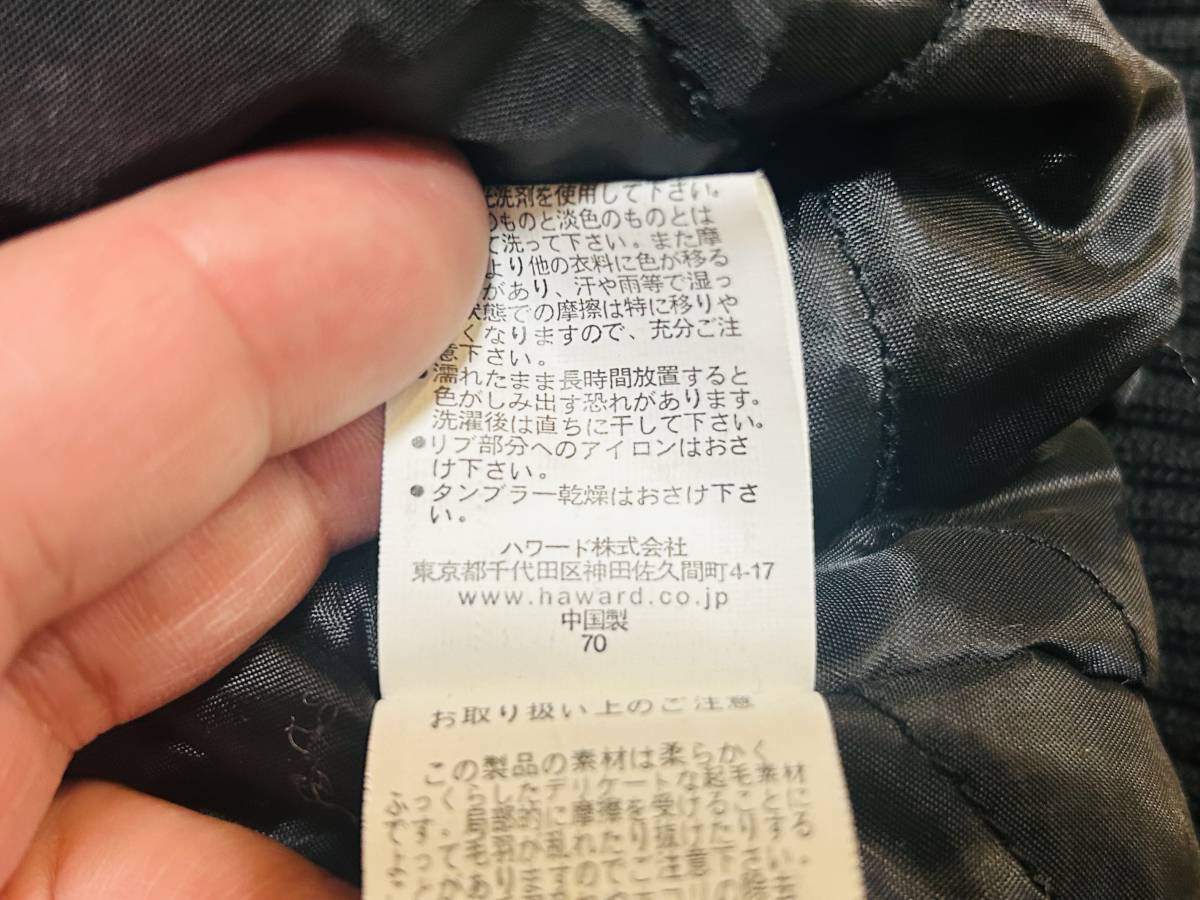 洗剤を使用して下さい。
のものと淡色のものとは
て洗って下さい。また摩
より他の衣料に色が移る
があり、汗や雨等で湿っ
状態での摩擦は特に移りや
くなりますので、充分ご注
意下さい。
●濡れたまま長時間放置すると
色がしみ出す恐れがあります。
洗濯後は直ちに干して下さい。
●リブ部分へのアイロンはおさ
け下さい。
●タンブラー乾燥はおさけ下さ
い。
ハワード株式会社
東京都千代田区神田佐久間町4-17
www.haward.co.jp
中国製
70
お取り扱い上のご注意
この製品の素材は柔らかく
ふっくらしたデリケートな起毛素材
です。局部的に摩擦を受けることに
よって毛羽が乱れたり抜けたりする